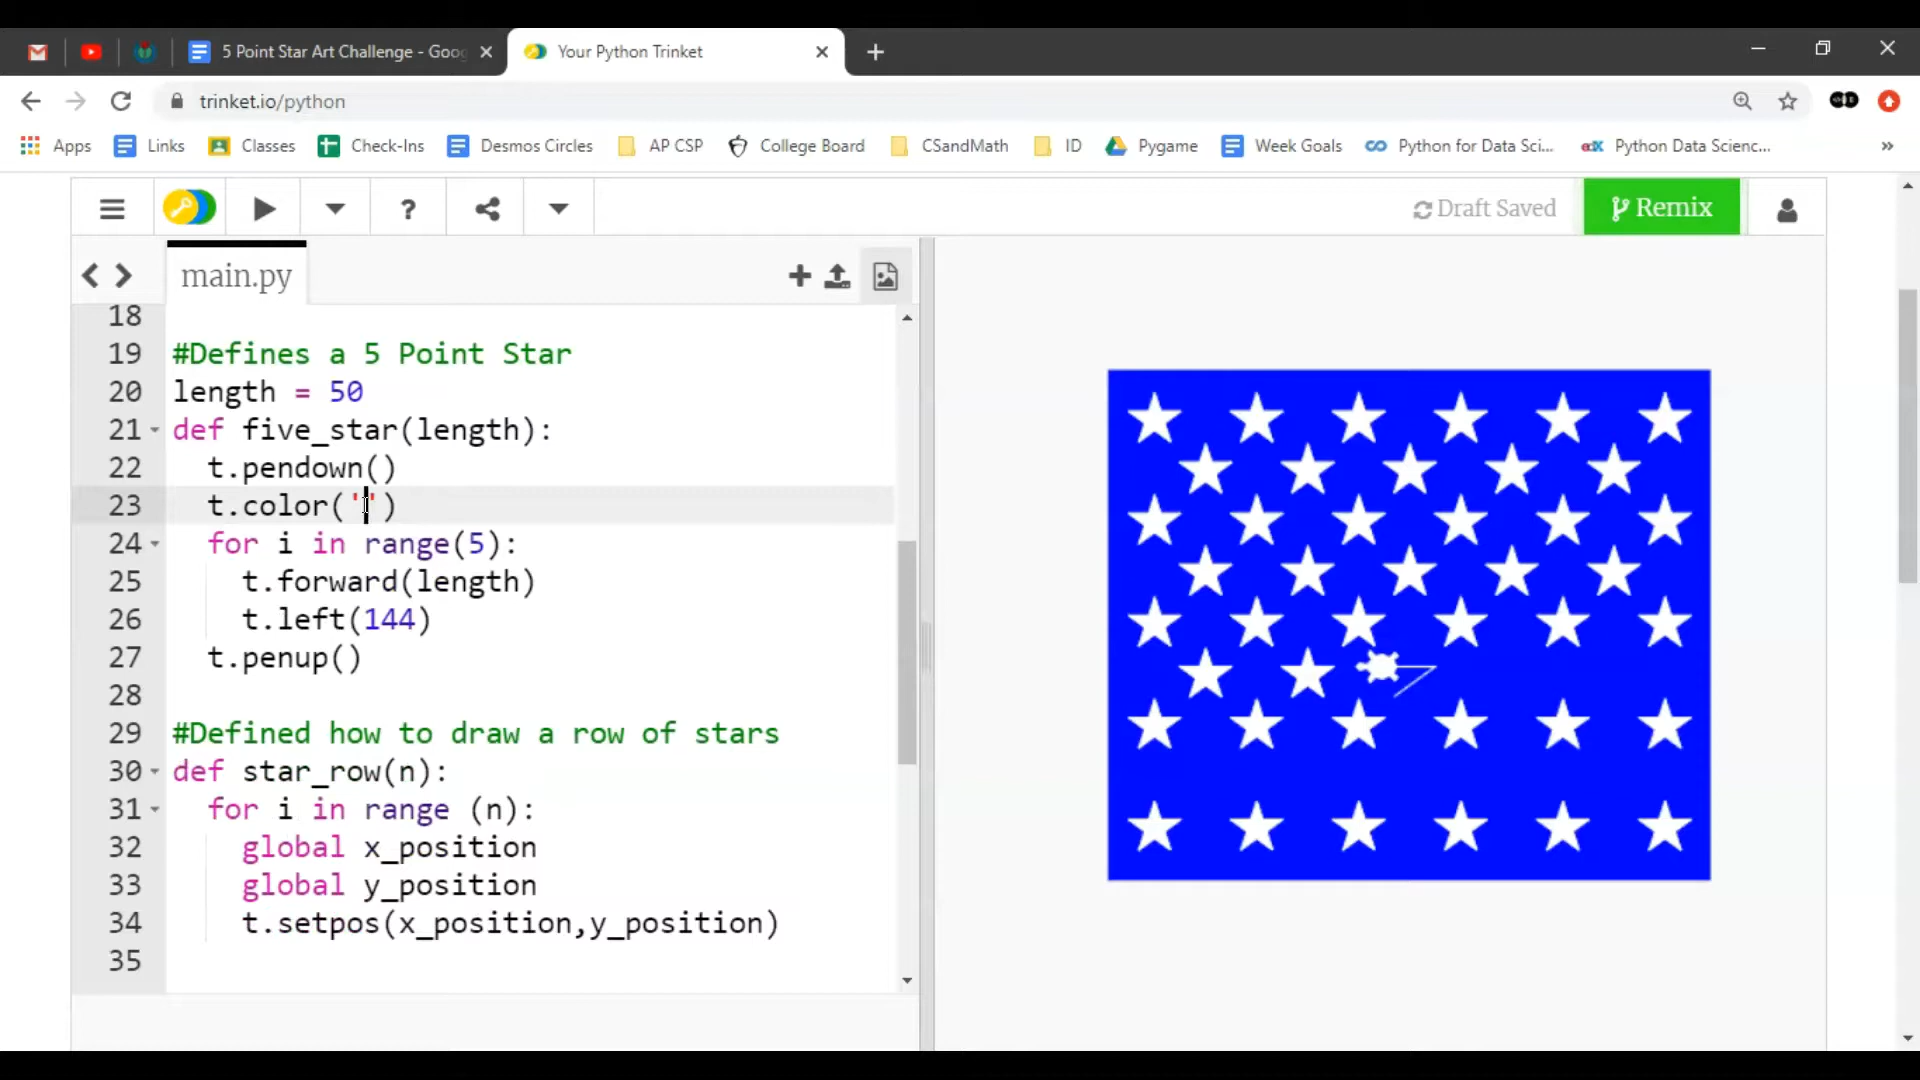 5 Point Star Art Challenge - Goog
Your Python Trinket
trinket.io/python
Apps Links Classes Check-Ins Desmos Circles AP CSP College Board CSandMath ID Pygame Week Goals Python for Data Sci... edX Python Data Scienc... »
? Draft Saved Remix
main.py
18
19 #Defines a 5 Point Star
20 length = 50
21 def five_star(length):
22 t.pendown()
23 t.color('')
24 for i in range(5):
25 t.forward(length)
26 t.left(144)
27 t.penup()
28
29 #Defined how to draw a row of stars
30 def star_row(n):
31 for i in range (n):
32 global x_position
33 global y_position
34 t.setpos(x_position,y_position)
35